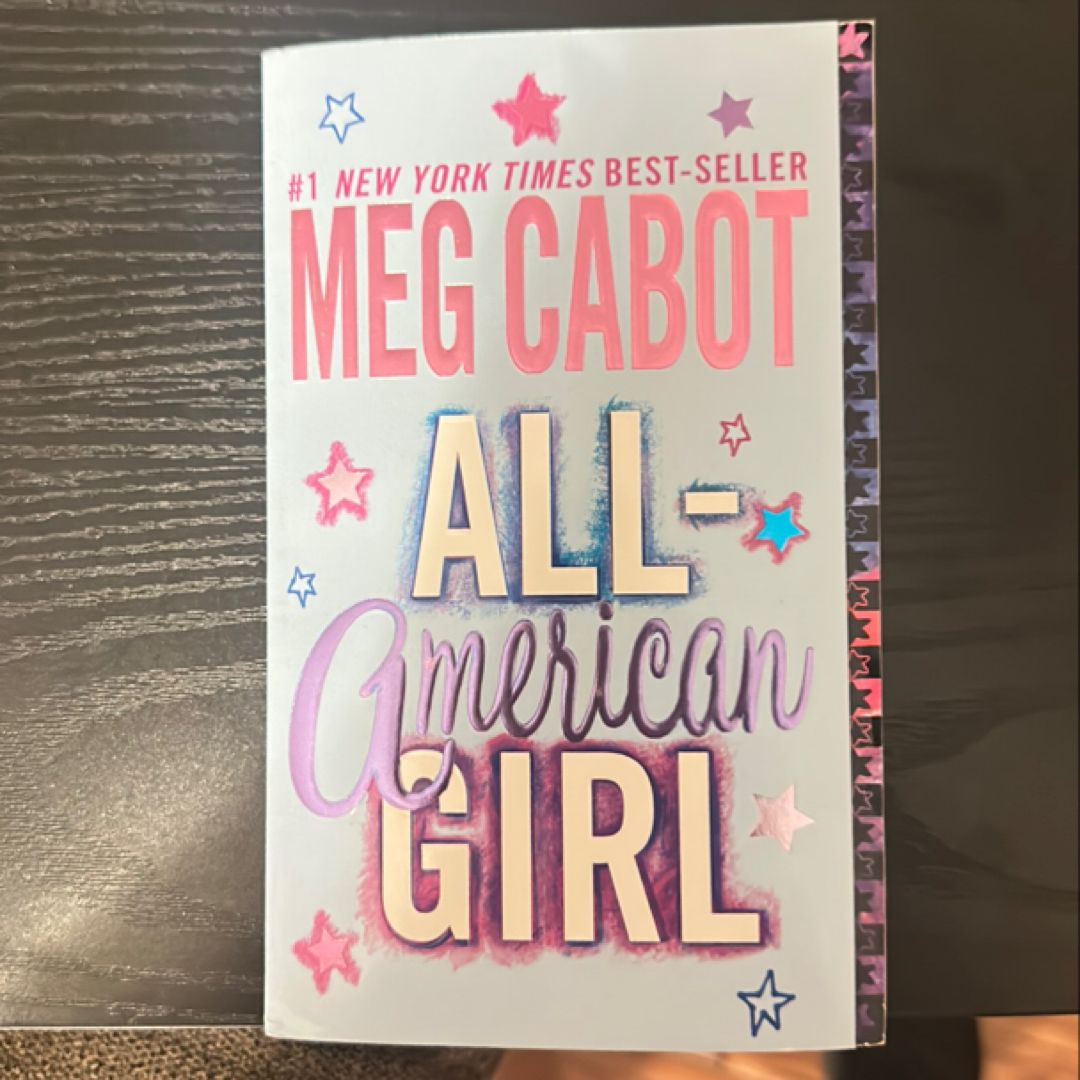 #1 NEW YORK TIMES BEST-SELLER
MEG CABOT
ALL-
American
GIRL